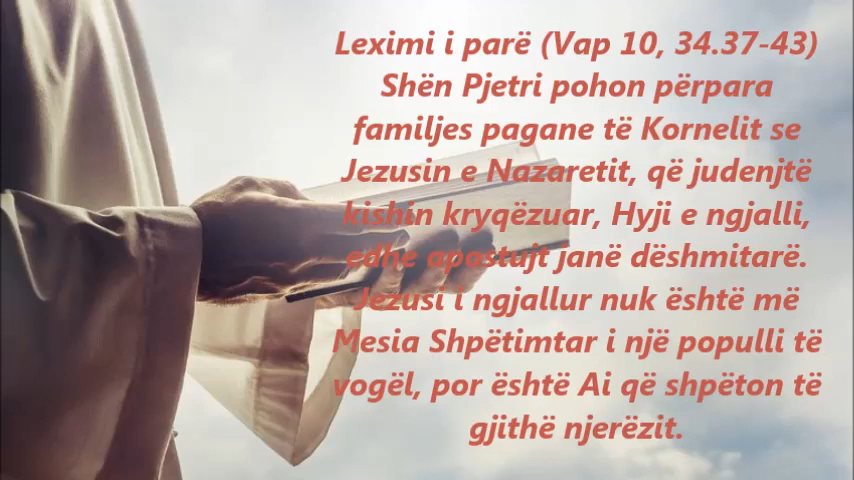 Leximi i parë (Vap 10, 34.37-43)
Shën Pjetri pohon përpara
familjes pagane të Kornelit se
Jezusin e Nazaretit, që judenjtë
kishin kryqëzuar, Hyji e ngjalli,
edhe apostujt janë dëshmitarë.
Jezusi i ngjallur nuk është më
Mesia Shpëtimtar i një populli të
vogël, por është Ai që shpëton të
gjithë njerëzit.